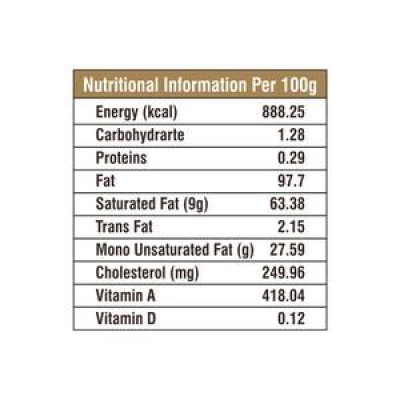 Nutritional Information Per 100g
Energy (kcal) 888.25
Carbohydrarte 1.28
Proteins 0.29
Fat 97.7
Saturated Fat (9g) 63.38
Trans Fat 2.15
Mono Unsaturated Fat (g) 27.59
Cholesterol (mg) 249.96
Vitamin A 418.04
Vitamin D 0.12